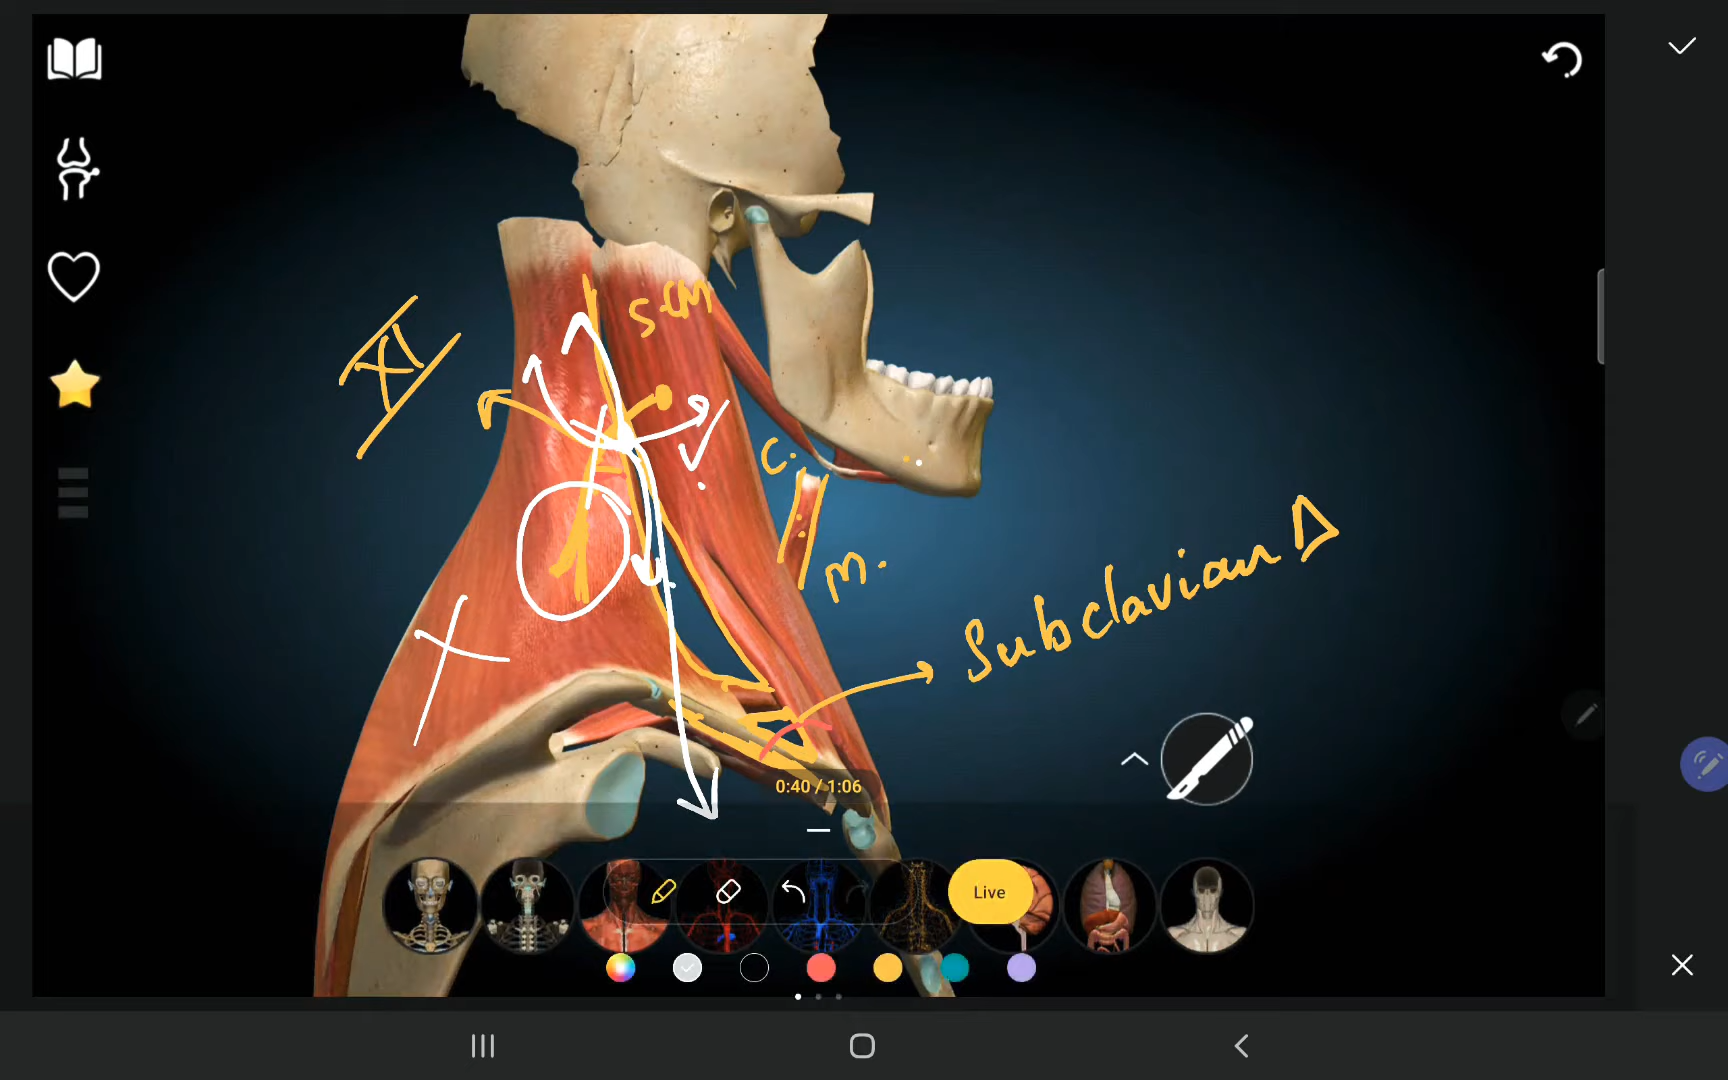 XI
SCM
C.
M.
Subclavian Δ
0:40 / 1:06
Live